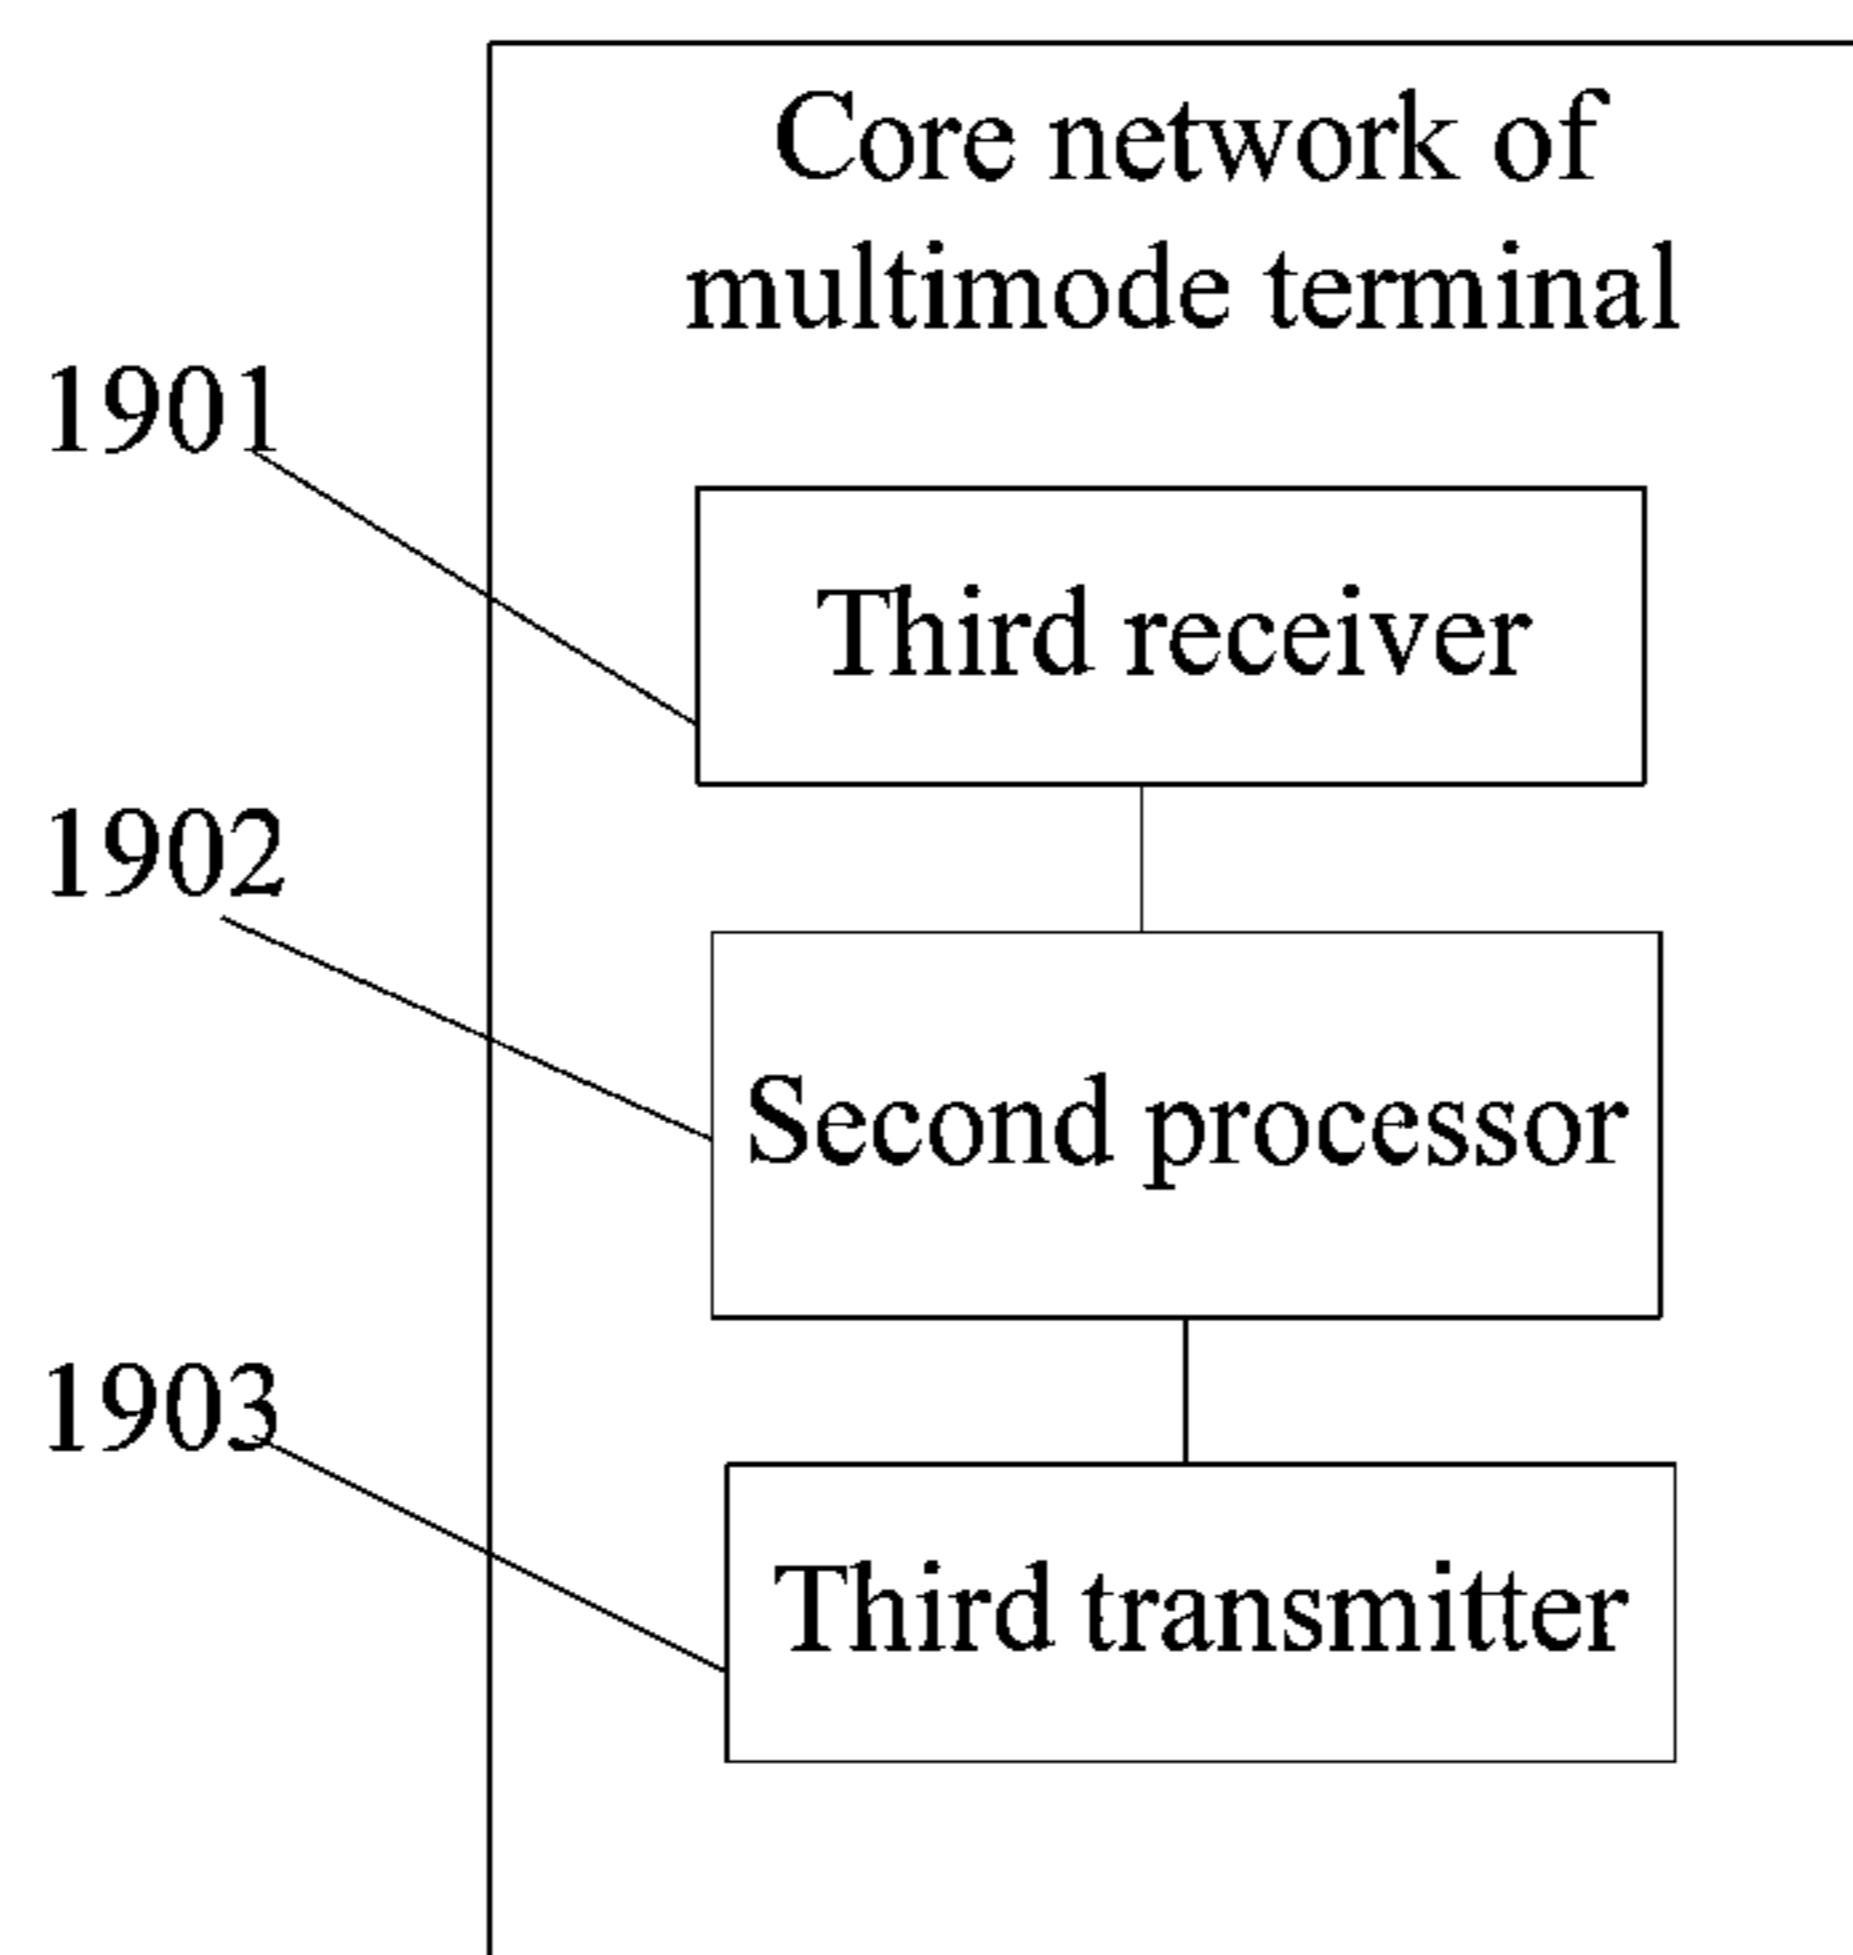 Core network of
multimode terminal
1901
Third receiver
1902
Second processor
1903
Third transmitter